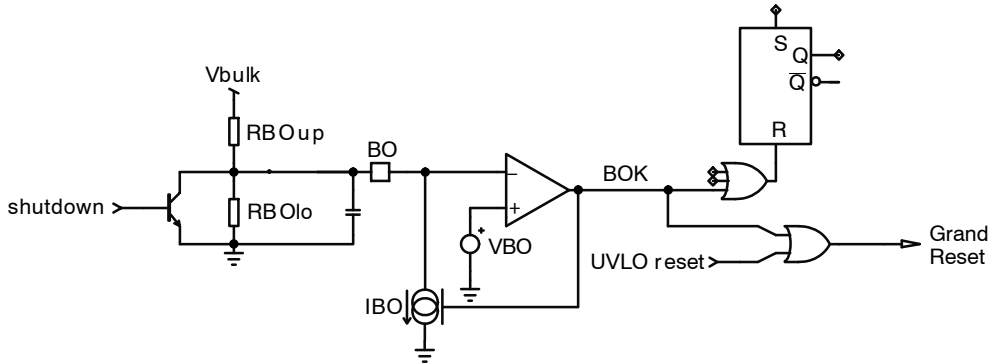 S
Q
Q
R
Vbulk
RBOup
BO
BOK
shutdown
RBOlo
VBO
UVLO reset
Grand
Reset
IBO